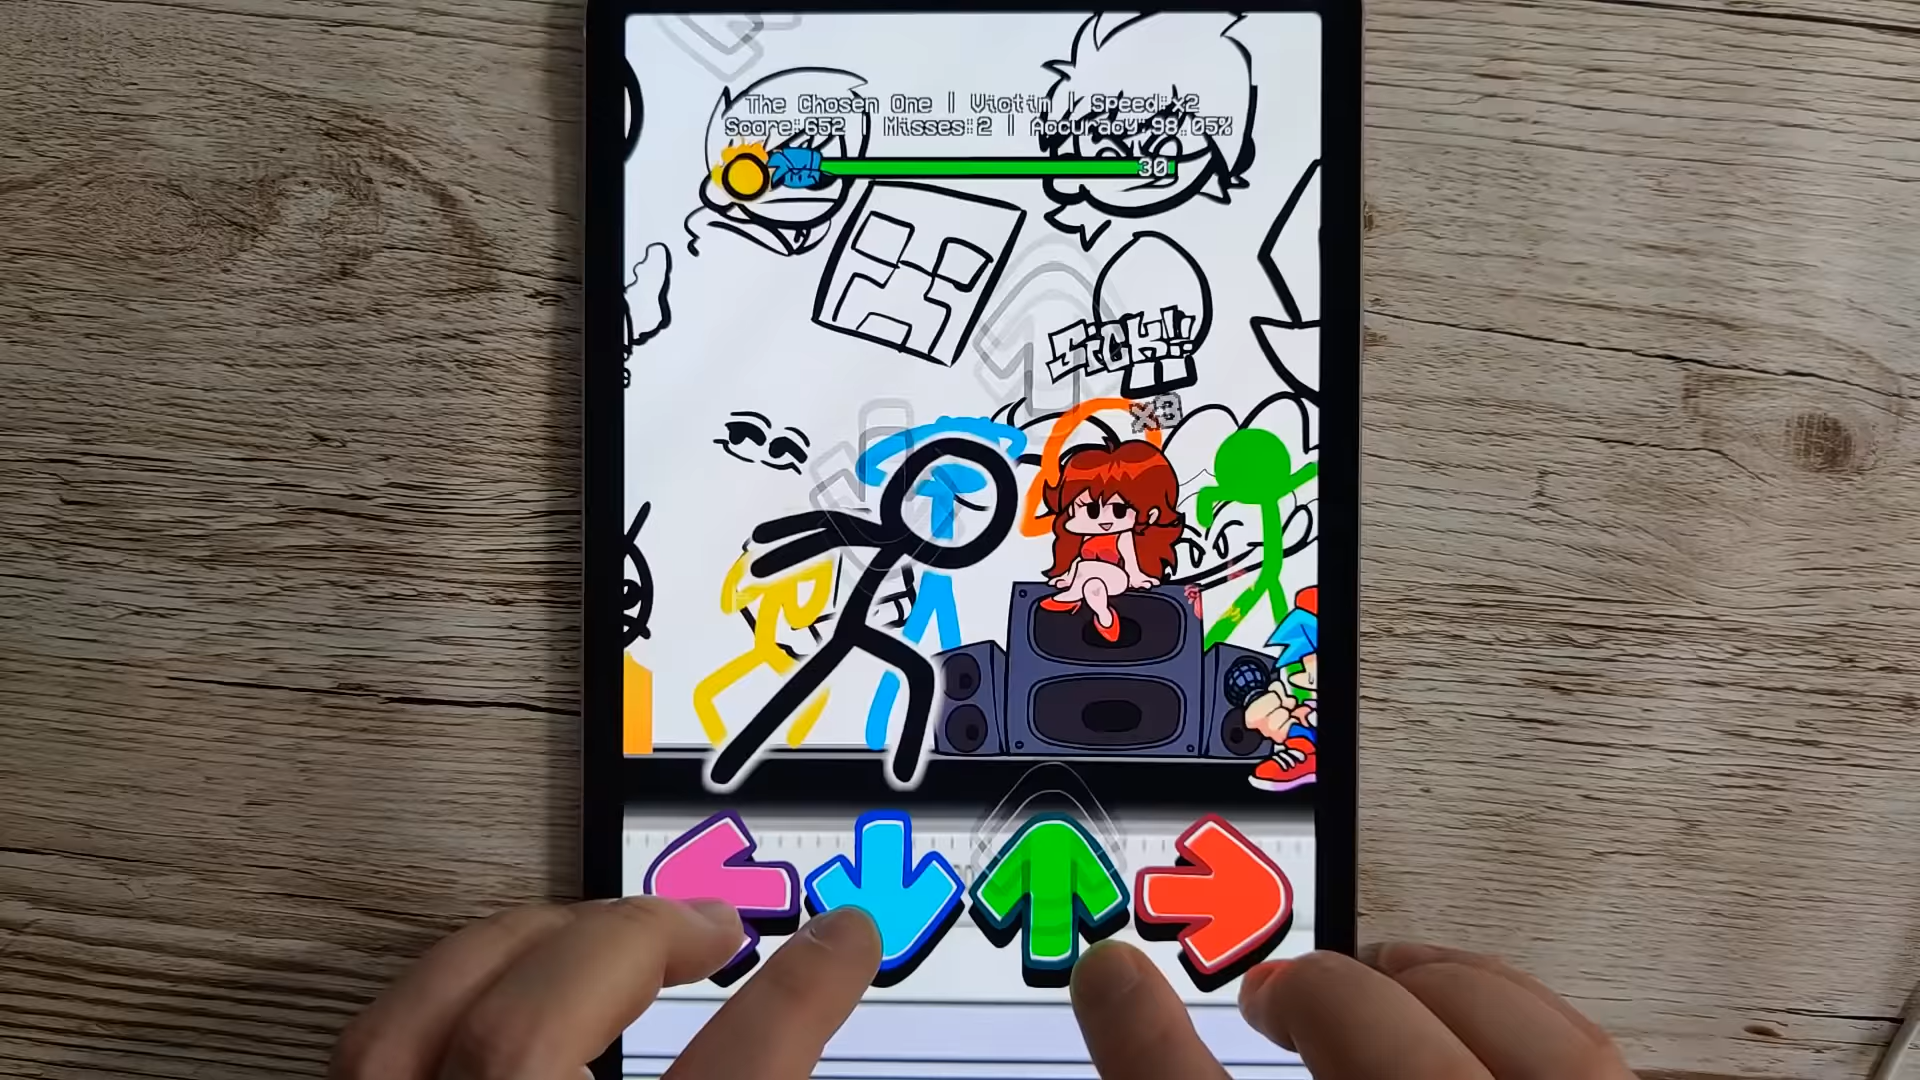 The Chosen One | Victim | Speed:x2
Score:652 | Misses:2 | Accuracy:98.05%
30
SiCK!!
x3